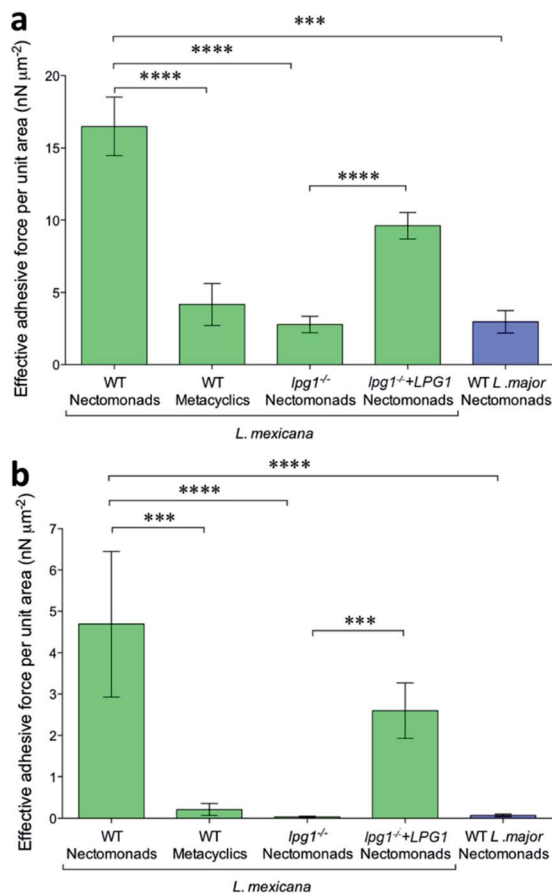 a
***
****
****
****
Effective adhesive force per unit area (nN μm⁻²)
20
15
10
5
0
WT Nectomonads
WT Metacyclics
lpg1⁻/⁻ Nectomonads
lpg1⁻/⁻+LPG1 Nectomonads
WT L .major Nectomonads
L. mexicana
b
****
****
***
***
Effective adhesive force per unit area (nN μm⁻²)
7
6
5
4
3
2
1
0
WT Nectomonads
WT Metacyclics
lpg1⁻/⁻ Nectomonads
lpg1⁻/⁻+LPG1 Nectomonads
WT L .major Nectomonads
L. mexicana